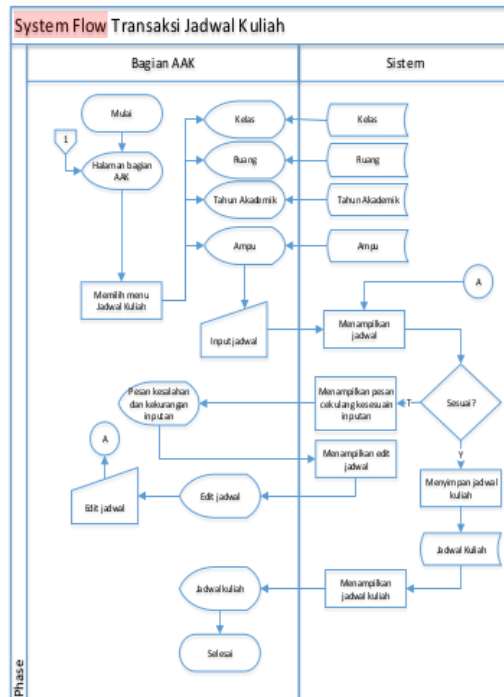 System Flow Transaksi Jadwal Kuliah
Bagian AAK
Sistem
Mulai
1
Halaman bagian
AAK
Memilih menu
Jadwal Kuliah
Kelas
Kelas
Ruang
Ruang
Tahun Akademik
Tahun Akademik
Ampu
Ampu
A
Input jadwal
Menampilkan
jadwal
Sesuai?
T
Y
Menampilkan pesan
cek ulang kesesuain
inputan
Pesan kesalahan
dan kekurangan
inputan
Menampilkan edit
jadwal
A
Edit jadwal
Edit jadwal
Menyimpan jadwal
kuliah
Jadwal Kuliah
Menampilkan
jadwal kuliah
Jadwal kuliah
Selesai
Phase